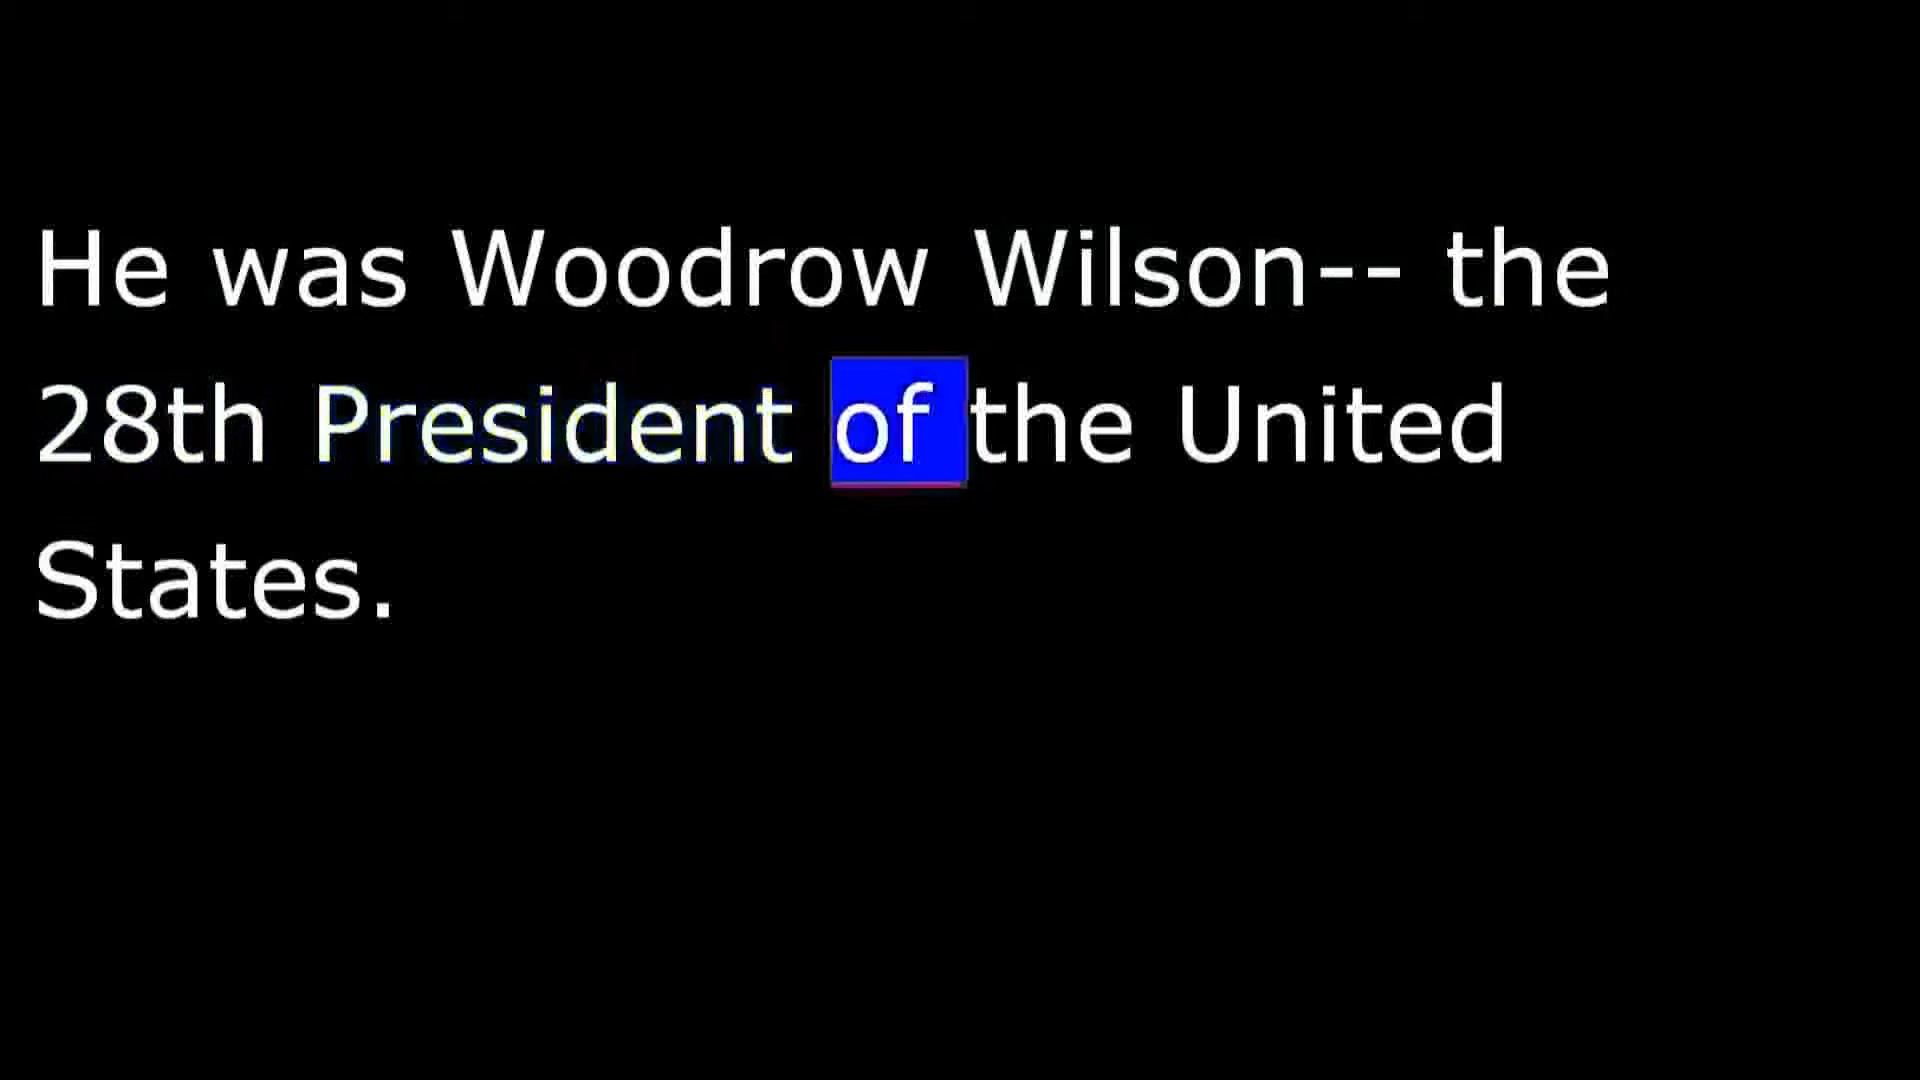 He was Woodrow Wilson-- the
28th President of the United
States.